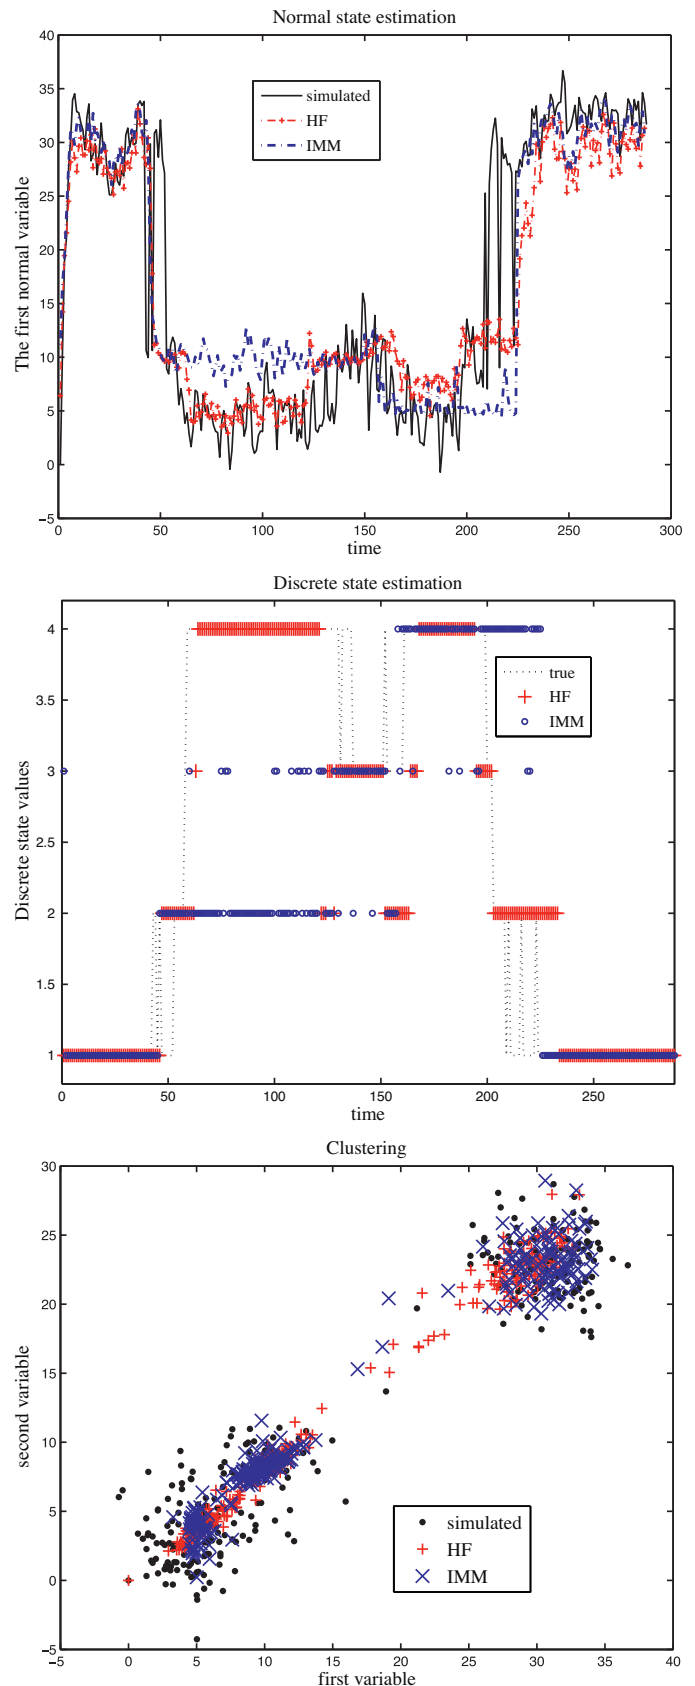 Normal state estimation
40
35
30
25
20
15
10
5
0
−5
The first normal variable
simulated
HF
IMM
0
50
100
150
200
250
300
time
Discrete state estimation
4
3.5
3
2.5
2
1.5
1
Discrete state values
true
HF
IMM
0
50
100
150
200
250
time
Clustering
30
25
20
15
10
5
0
−5
second variable
simulated
HF
IMM
−5
0
5
10
15
20
25
30
35
40
first variable